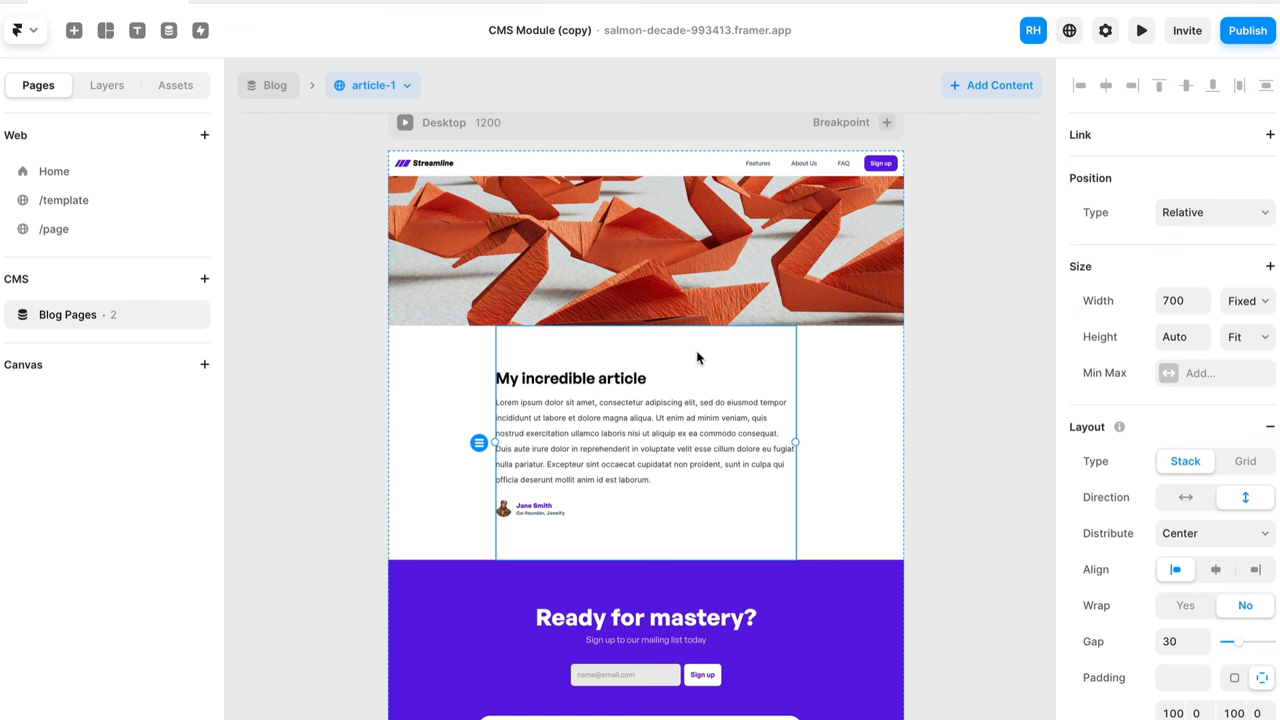 CMS Module (copy) · salmon-decade-993413.framer.app
RH
Invite
Publish
Pages
Layers
Assets
Web
Home
/template
/page
CMS
Blog Pages · 2
Canvas
Blog
article-1
Add Content
Desktop 1200
Breakpoint
Streamline
Features
About Us
FAQ
Sign up
My incredible article
Lorem ipsum dolor sit amet, consectetur adipiscing elit, sed do eiusmod tempor
incididunt ut labore et dolore magna aliqua. Ut enim ad minim veniam, quis
nostrud exercitation ullamco laboris nisi ut aliquip ex ea commodo consequat.
Duis aute irure dolor in reprehenderit in voluptate velit esse cillum dolore eu fugiat
nulla pariatur. Excepteur sint occaecat cupidatat non proident, sunt in culpa qui
officia deserunt mollit anim id est laborum.
Jane Smith
Co-founder, Janeify
Ready for mastery?
Sign up to our mailing list today
name@email.com
Sign up
Link
Position
Type
Relative
Size
Width
700
Fixed
Height
Auto
Fit
Min Max
Add...
Layout
Type
Stack
Grid
Direction
Distribute
Center
Align
Wrap
Yes
No
Gap
30
Padding
100 0 100 0